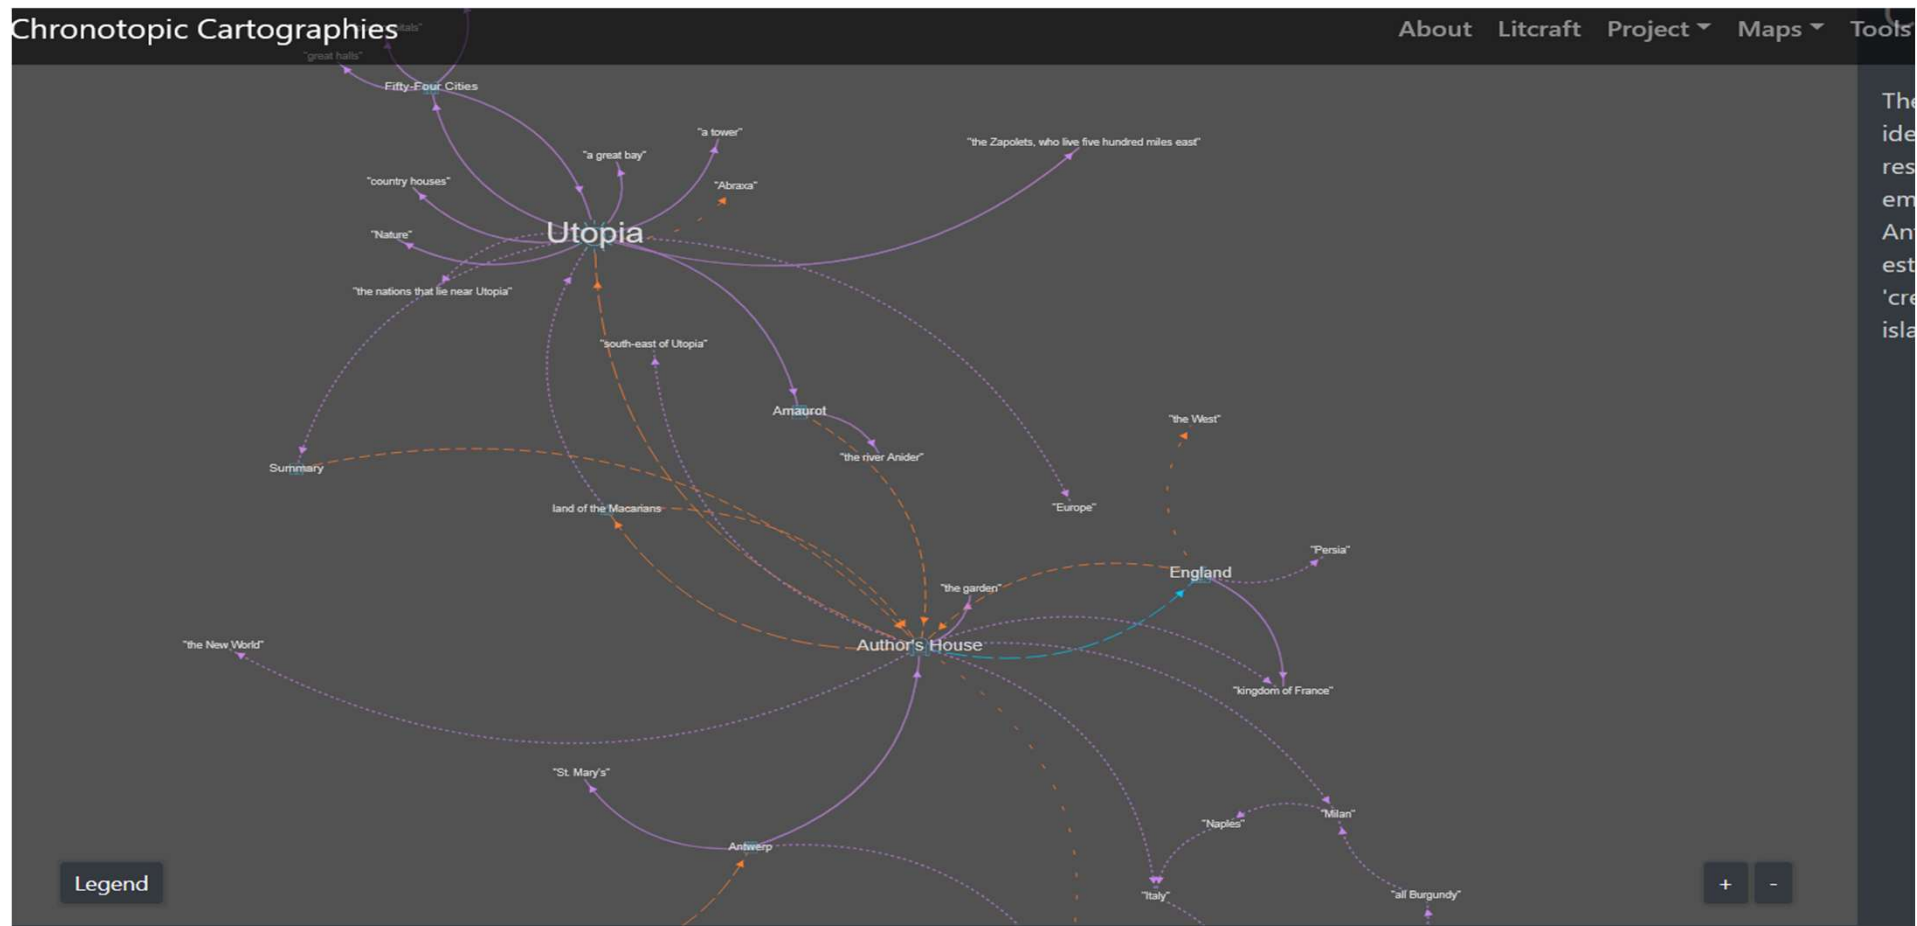 Chronotopic Cartographies
About
Litcraft
Project
Maps
Tools
"great halls"
Fifty-Four Cities
"a tower"
"the Zapolets, who live five hundred miles east"
"a great bay"
"country houses"
"Abraxa"
Utopia
"Nature"
"the nations that lie near Utopia"
"south-east of Utopia"
Amaurot
"the West"
"the river Anider"
Summary
land of the Macarians
"Europe"
"Persia"
England
"the garden"
"the New World"
Author's House
"kingdom of France"
"St. Mary's"
"Milan"
"Naples"
Antwerp
Legend
"Italy"
"all Burgundy"
+
-
The
ide
res
em
Ant
est
'cre
isla